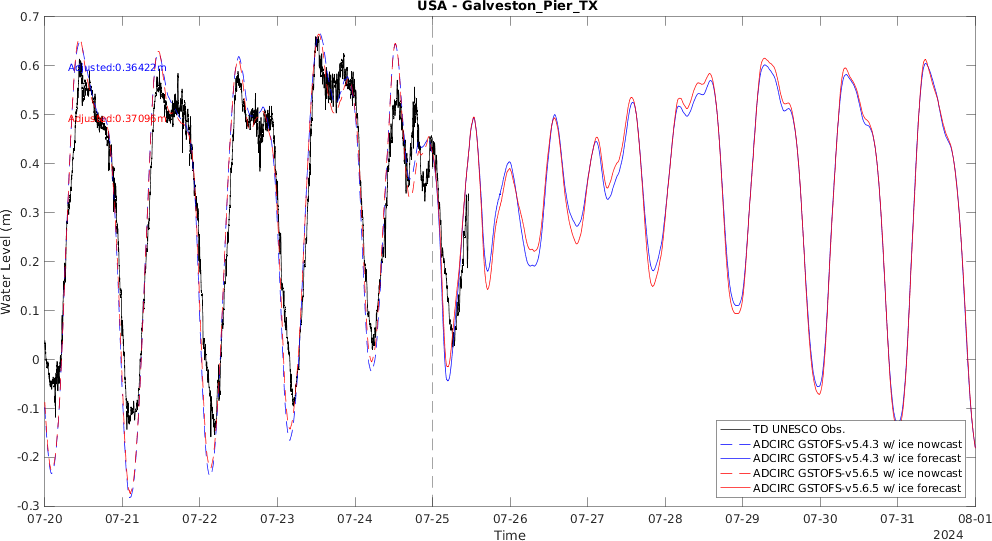 USA - Galveston_Pier_TX
0.7
0.6
0.5
0.4
0.3
0.2
0.1
0
-0.1
-0.2
-0.3
Water Level (m)
Adjusted:0.36422m
Adjusted:0.37095m
TD UNESCO Obs.
ADCIRC GSTOFS-v5.4.3 w/ ice nowcast
ADCIRC GSTOFS-v5.4.3 w/ ice forecast
ADCIRC GSTOFS-v5.6.5 w/ ice nowcast
ADCIRC GSTOFS-v5.6.5 w/ ice forecast
07-20 07-21 07-22 07-23 07-24 07-25 07-26 07-27 07-28 07-29 07-30 07-31 08-01
Time
2024